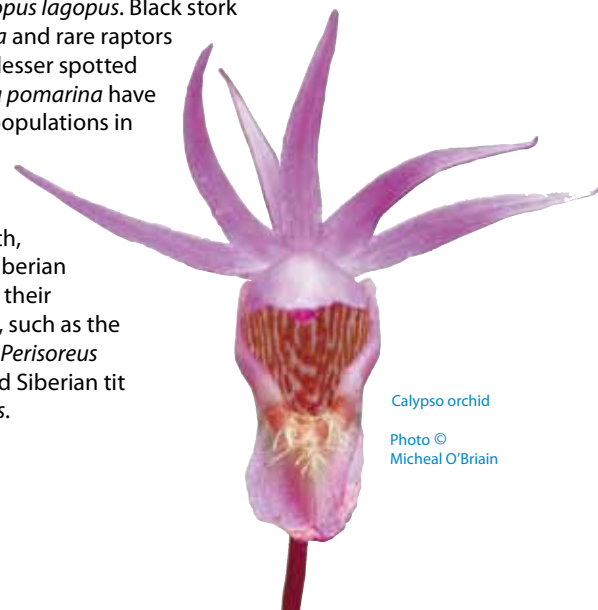 opus lagopus. Black stork
and rare raptors
lesser spotted
pomarina have
populations in
iberian
their
, such as the
Perisoreus
d Siberian tit
Calypso orchid
Photo ©
Micheal O'Briain